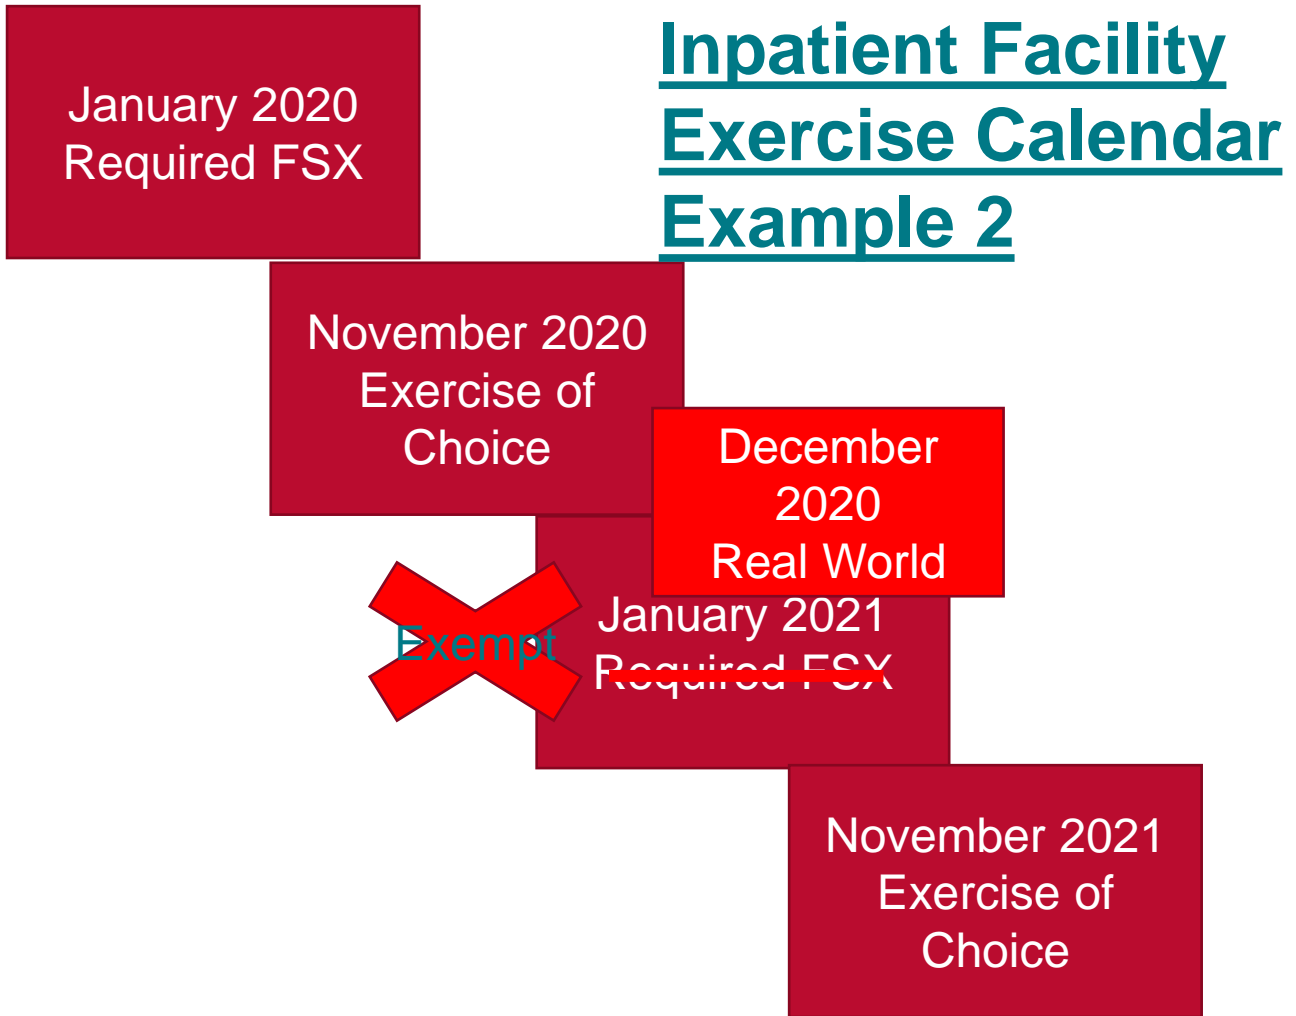 Inpatient Facility
Exercise Calendar
Example 2
January 2020
Required FSX
November 2020
Exercise of
Choice
December
2020
Real World
Exempt
January 2021
Required FSX
November 2021
Exercise of
Choice